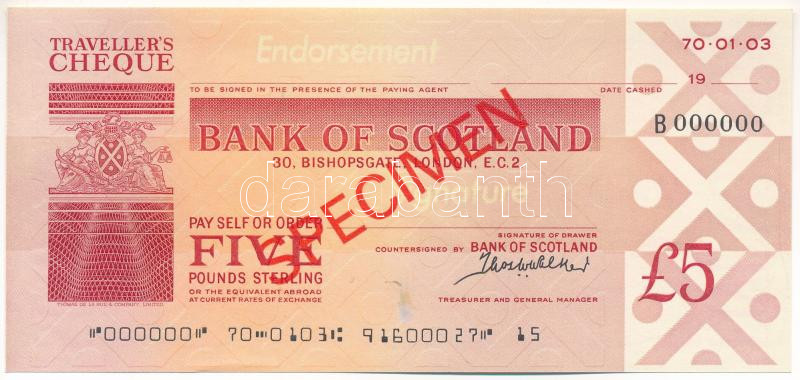 TRAVELLER'S
CHEQUE
Endorsement
70·01·03
TO BE SIGNED IN THE PRESENCE OF THE PAYING AGENT
DATE CASHED
19
B 000000
BANK OF SCOTLAND
30, BISHOPSGATE, LONDON, E.C.2
SPECIMEN
darabanth
Signature
PAY SELF OR ORDER
FIVE
POUNDS STERLING
OR THE EQUIVALENT ABROAD
AT CURRENT RATES OF EXCHANGE
SIGNATURE OF DRAWER
COUNTERSIGNED BY BANK OF SCOTLAND
TREASURER AND GENERAL MANAGER
£5
THOMAS DE LA RUE & COMPANY, LIMITED
⑈000000⑈ 70⑉0103⑆ 91600027⑈ 15